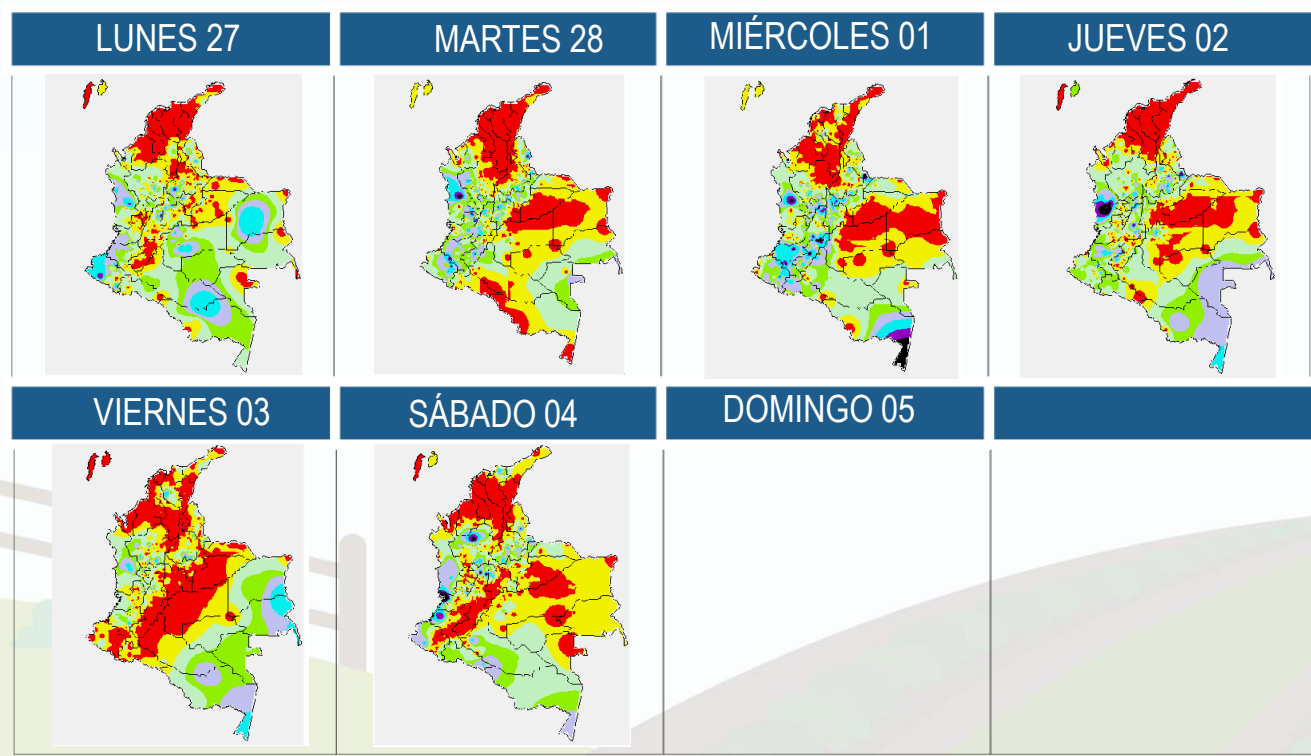 LUNES 27
MARTES 28
MIÉRCOLES 01
JUEVES 02
VIERNES 03
SÁBADO 04
DOMINGO 05